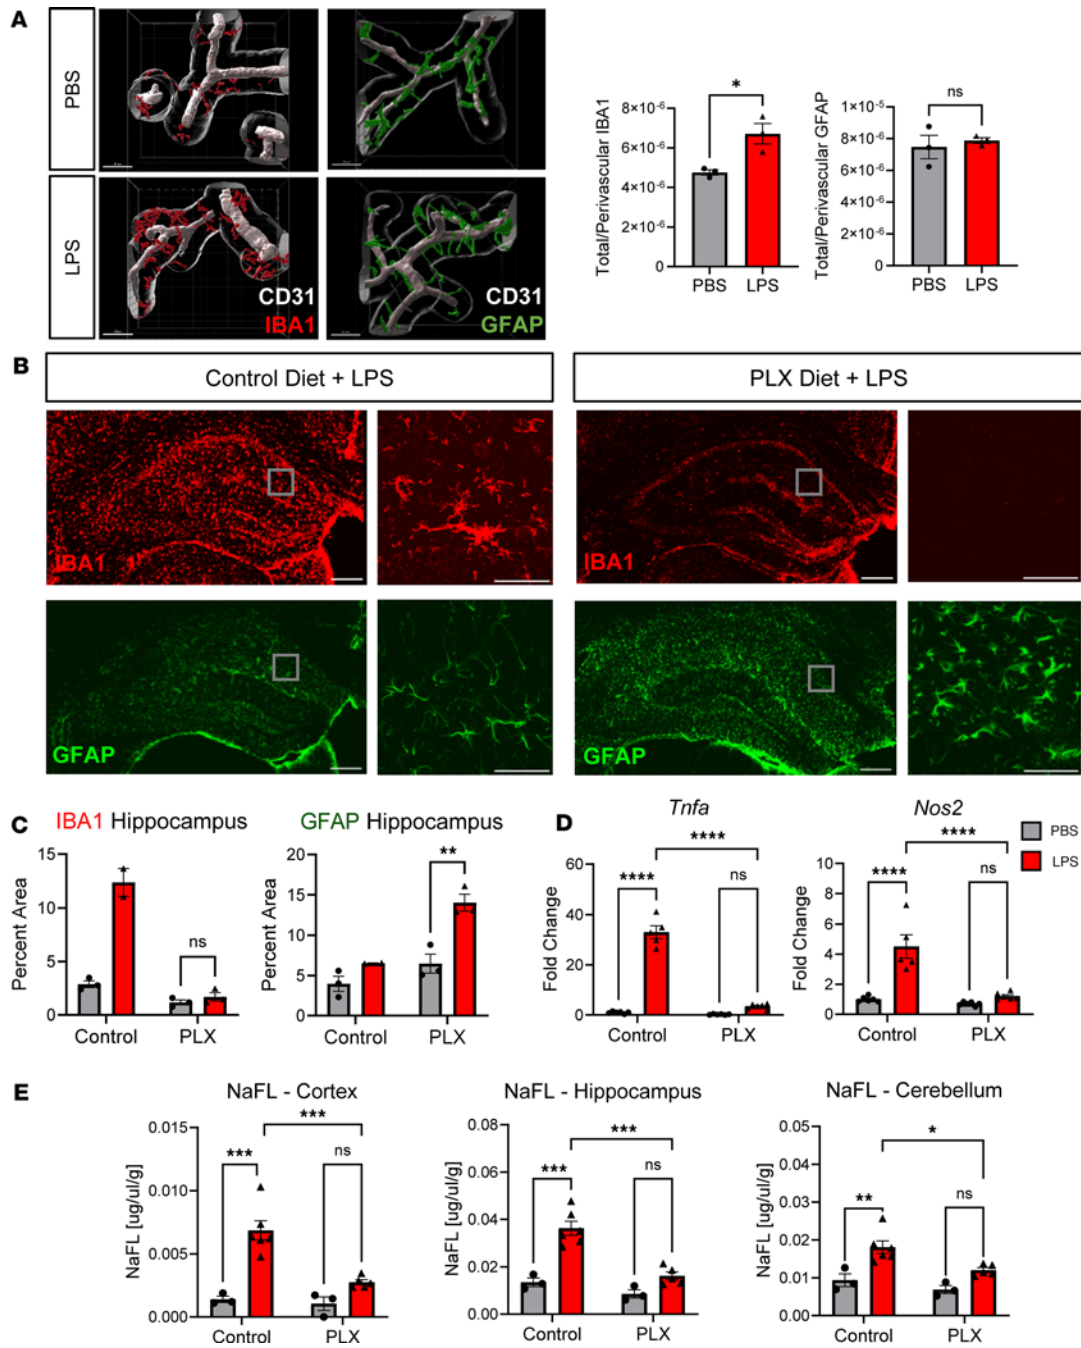 A
PBS
LPS
CD31
IBA1
CD31
GFAP
Total/Perivascular IBA1
8×10⁻⁶
6×10⁻⁶
4×10⁻⁶
2×10⁻⁶
0
*
PBS
LPS
Total/Perivascular GFAP
1×10⁻⁵
8×10⁻⁶
6×10⁻⁶
4×10⁻⁶
2×10⁻⁶
0
ns
PBS
LPS
B
Control Diet + LPS
PLX Diet + LPS
IBA1
IBA1
GFAP
GFAP
C
IBA1 Hippocampus
Percent Area
15
10
5
0
ns
Control
PLX
GFAP Hippocampus
Percent Area
20
15
10
5
0
**
Control
PLX
D
Tnfa
Fold Change
60
40
20
0
****
****
ns
Control
PLX
Nos2
Fold Change
10
8
6
4
2
0
****
****
ns
Control
PLX
PBS
LPS
E
NaFL - Cortex
NaFL [ug/ul/g]
0.015
0.010
0.005
0.000
***
***
ns
Control
PLX
NaFL - Hippocampus
NaFL [ug/ul/g]
0.08
0.06
0.04
0.02
0.00
***
***
ns
Control
PLX
NaFL - Cerebellum
NaFL [ug/ul/g]
0.05
0.04
0.03
0.02
0.01
0.00
*
**
ns
Control
PLX